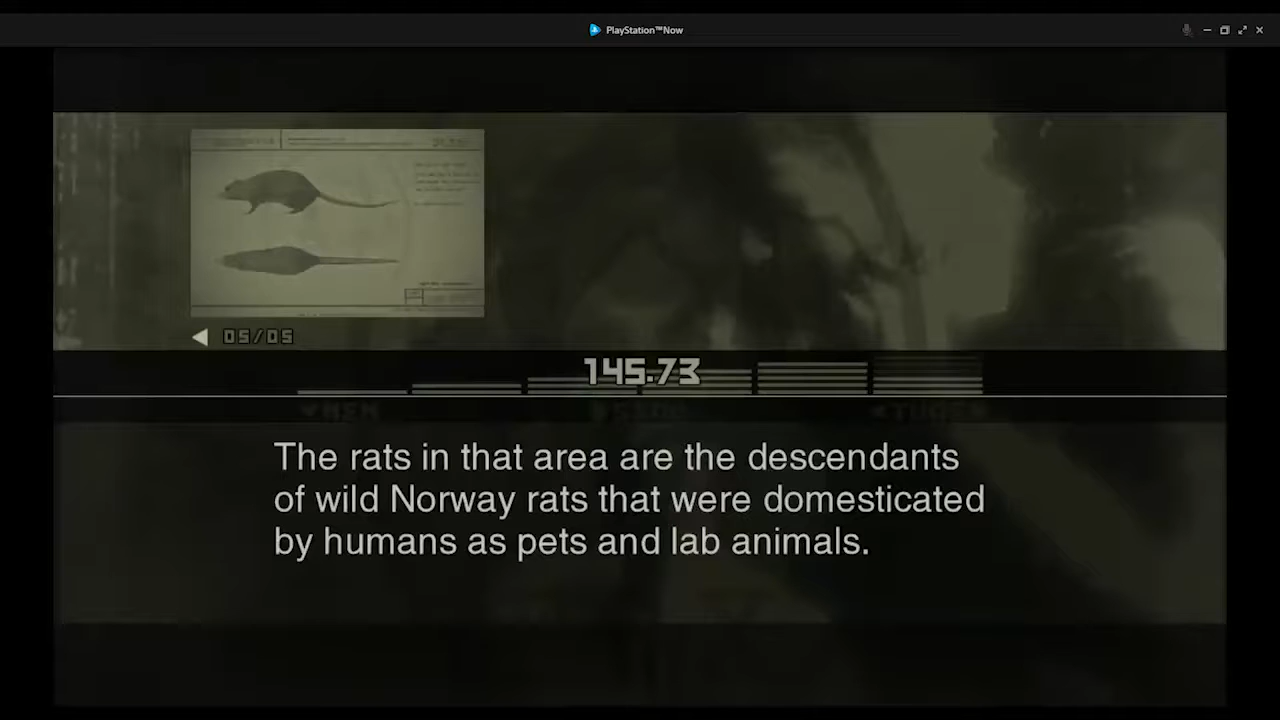 PlayStation™Now
05/05
145.73
The rats in that area are the descendants
of wild Norway rats that were domesticated
by humans as pets and lab animals.